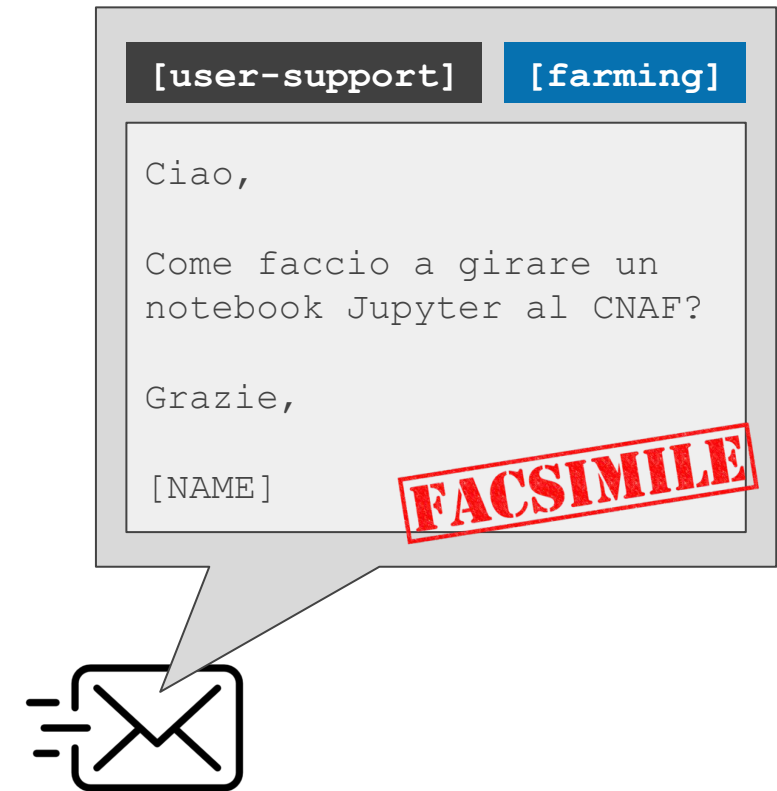 [user-support] [farming]
Ciao,
Come faccio a girare un
notebook Jupyter al CNAF?
Grazie,
[NAME]
FACSIMILE